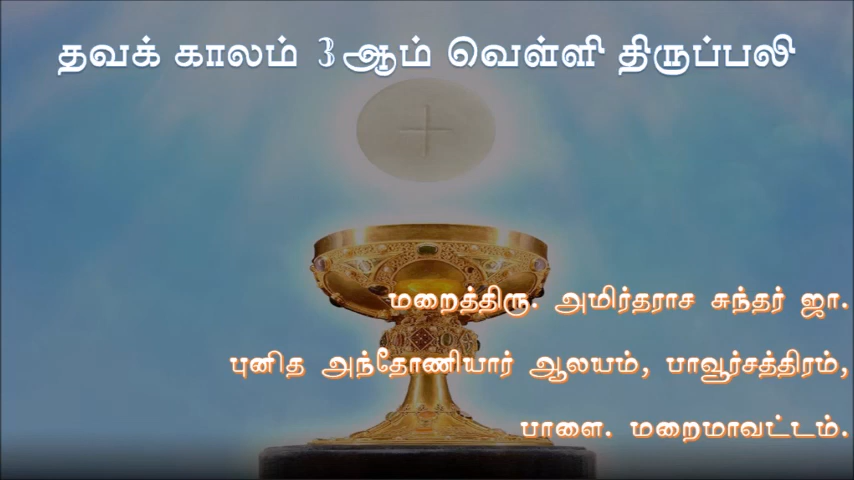 தவக் காலம் 3ஆம் வெள்ளி திருப்பலி
மறைத்திரு. அமிர்தராச சுந்தர் ஜா.
புனித அந்தோணியார் ஆலயம், பாவூர்சத்திரம்,
பாளை. மறைமாவட்டம்.